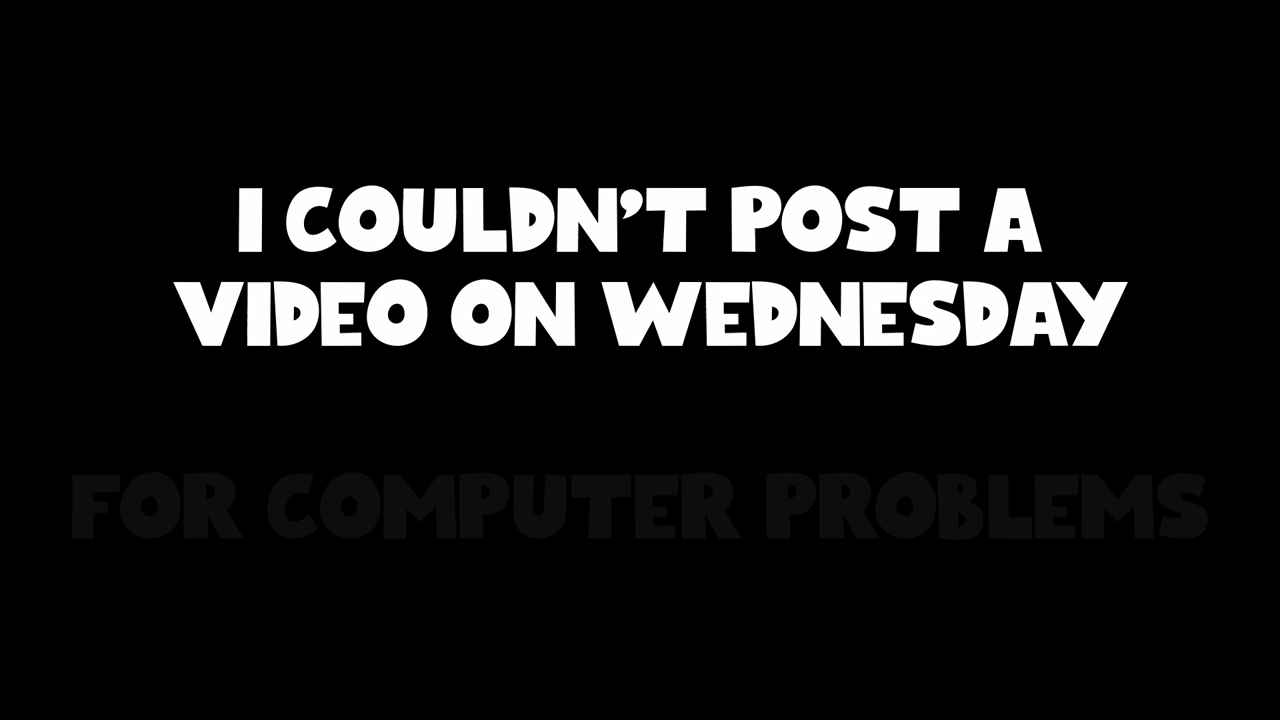 I COULDN'T POST A
VIDEO ON WEDNESDAY
FOR COMPUTER PROBLEMS